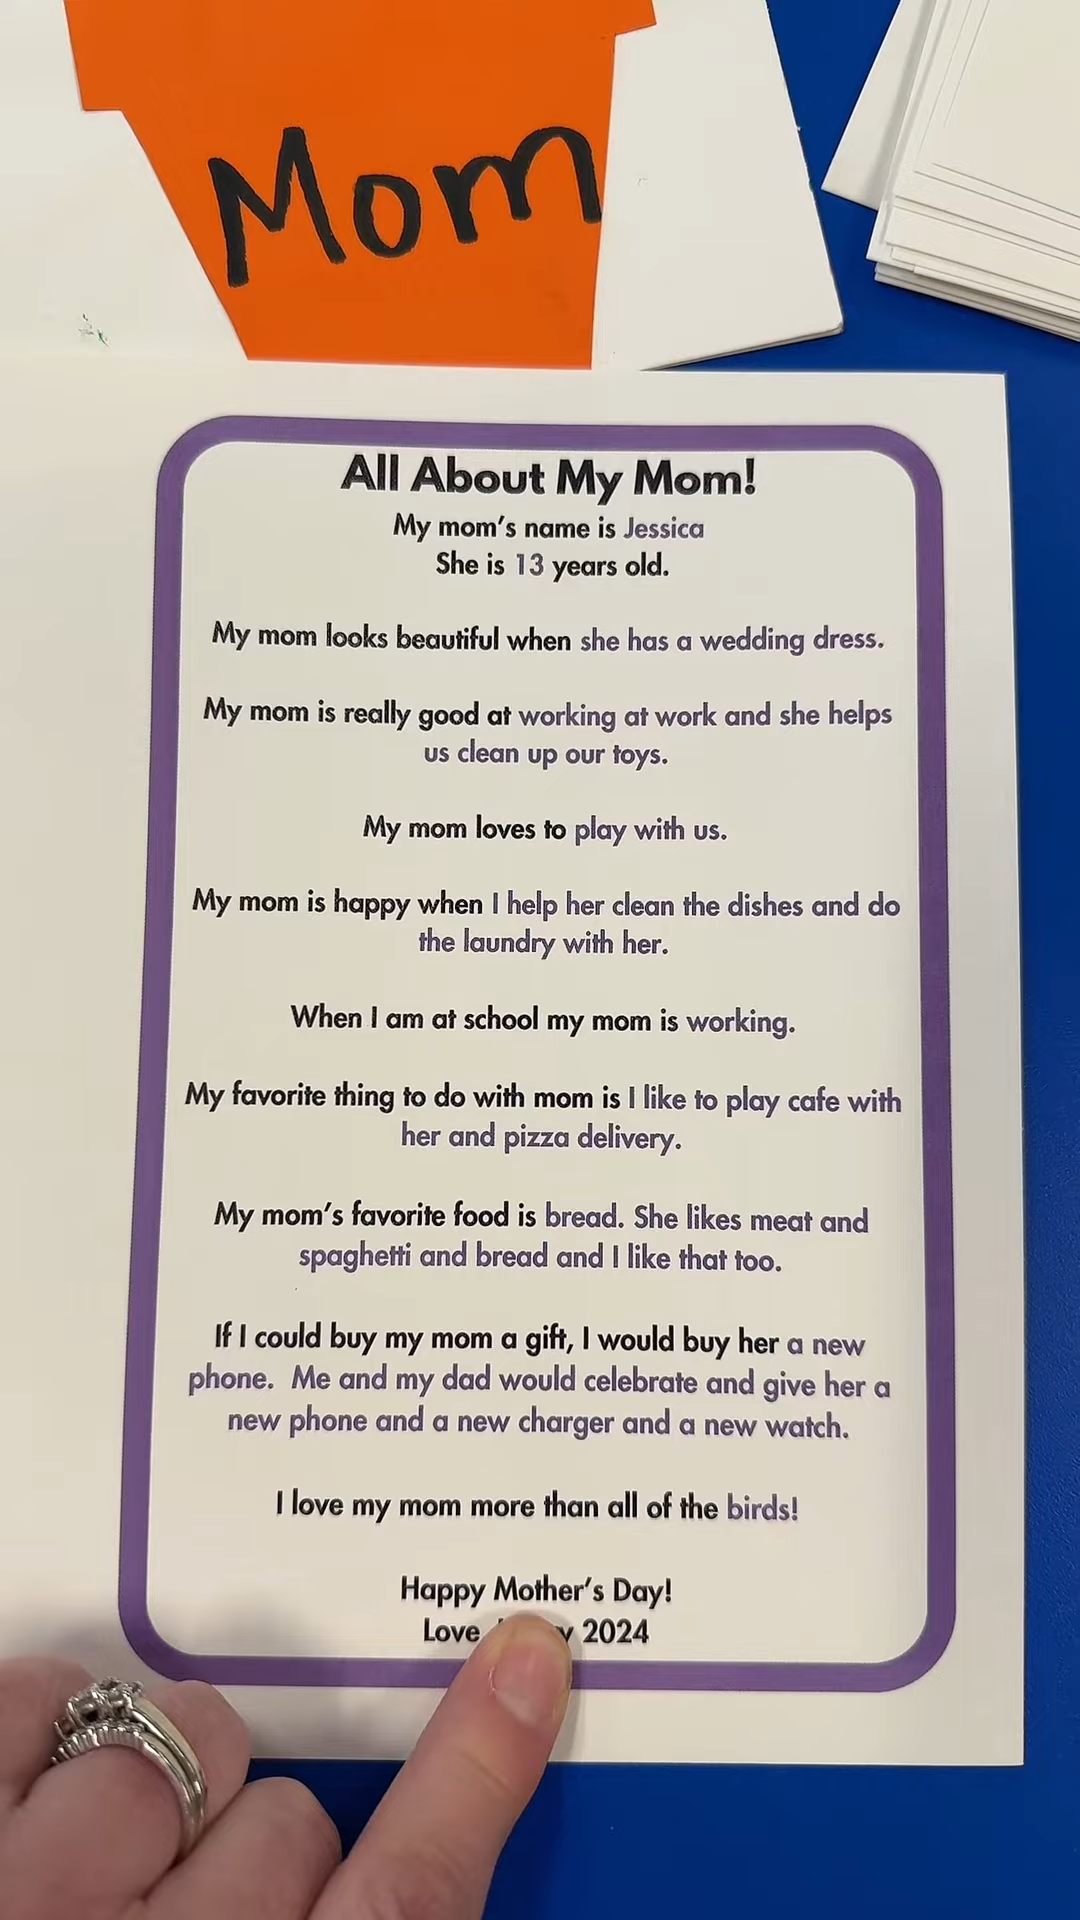 Mom
All About My Mom!
My mom's name is Jessica
She is 13 years old.
My mom looks beautiful when she has a wedding dress.
My mom is really good at working at work and she helps
us clean up our toys.
My mom loves to play with us.
My mom is happy when I help her clean the dishes and do
the laundry with her.
When I am at school my mom is working.
My favorite thing to do with mom is I like to play cafe with
her and pizza delivery.
My mom's favorite food is bread. She likes meat and
spaghetti and bread and I like that too.
If I could buy my mom a gift, I would buy her a new
phone.  Me and my dad would celebrate and give her a
new phone and a new charger and a new watch.
I love my mom more than all of the birds!
Happy Mother's Day!
Love 2024